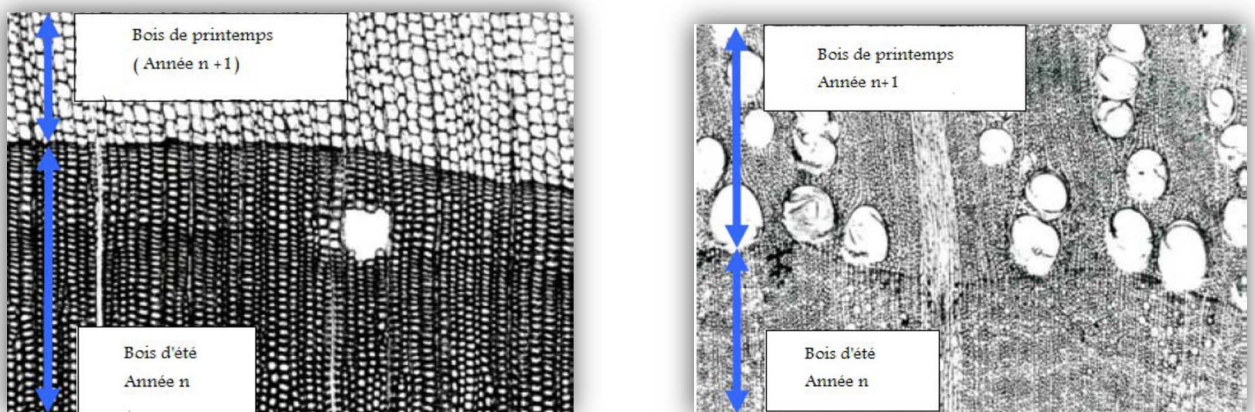 Bois de printemps
( Année n +1)
Bois d'été
Année n
Bois de printemps
Année n+1
Bois d'été
Année n